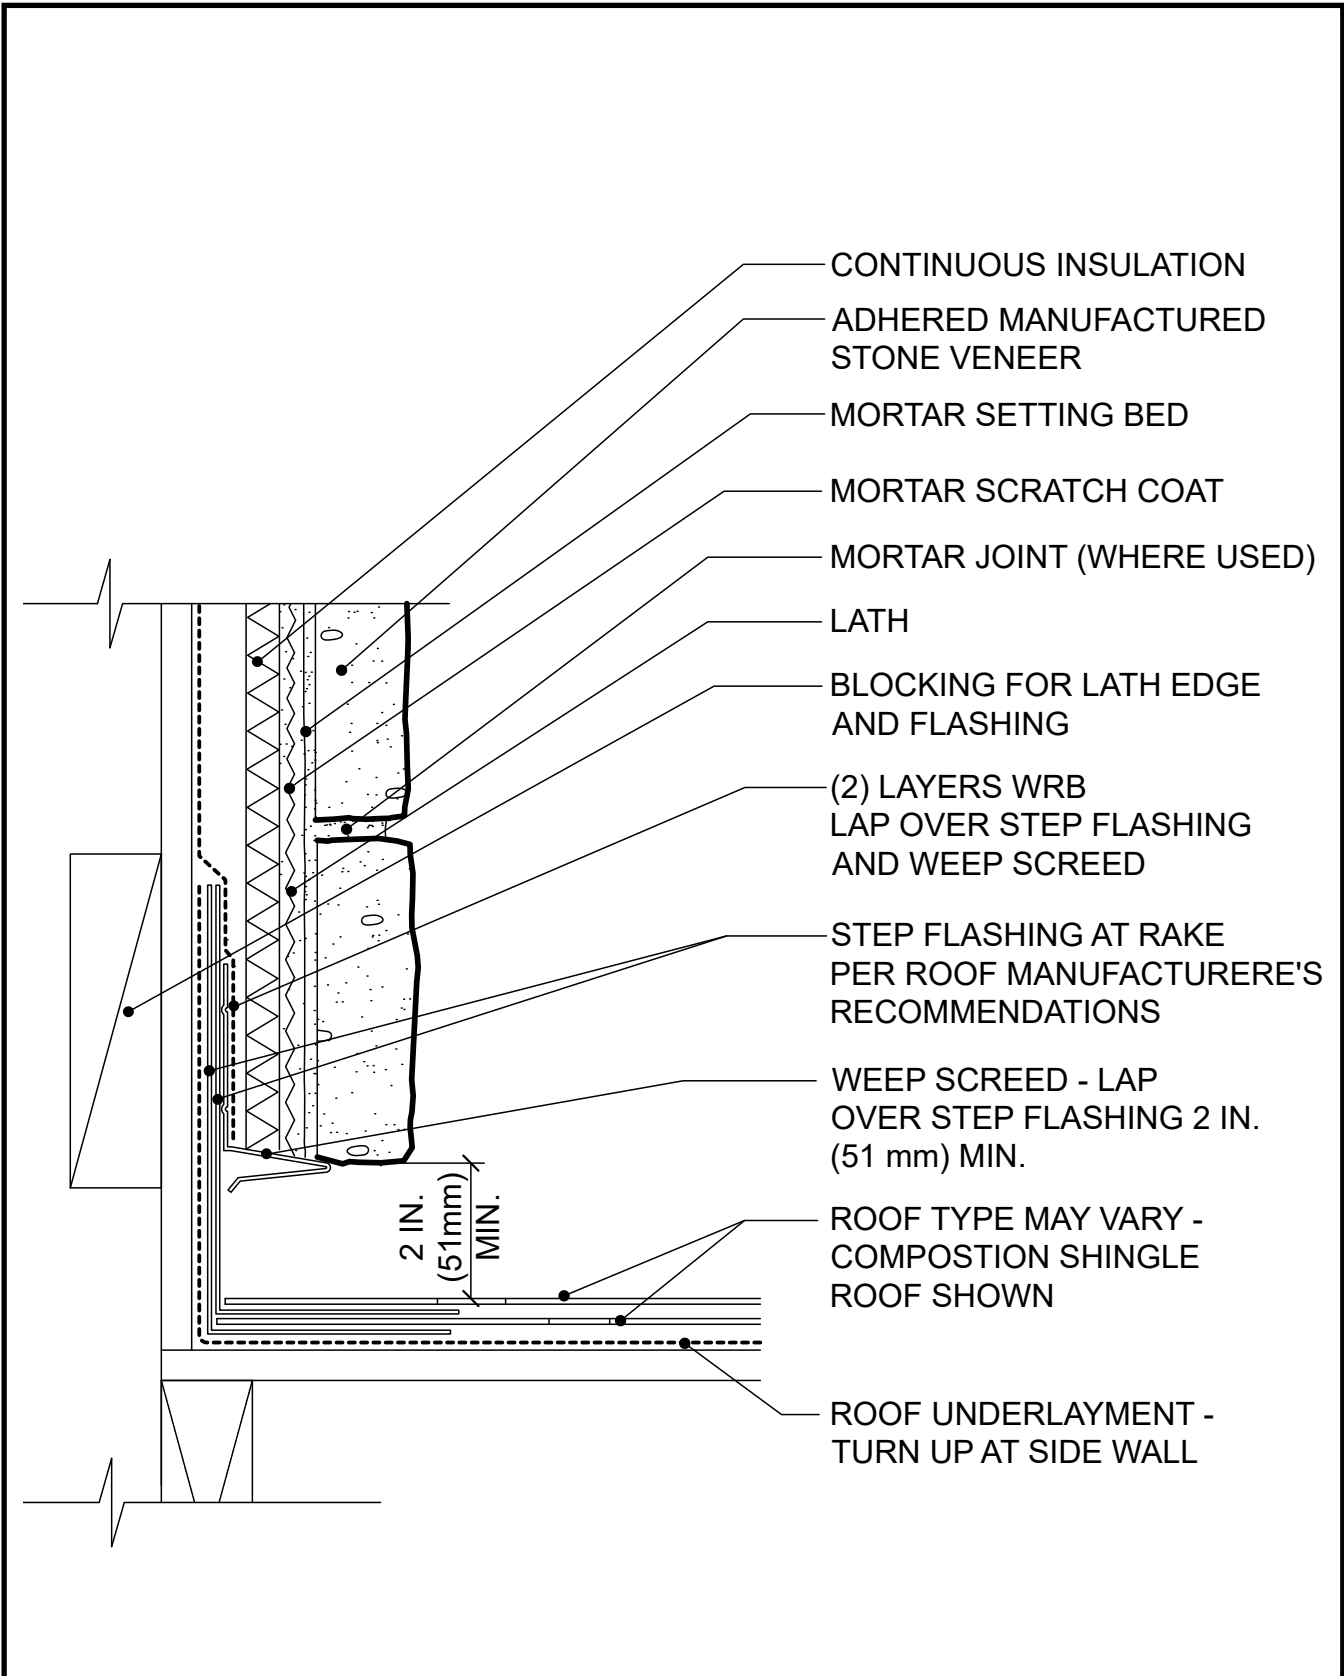 CONTINUOUS INSULATION
ADHERED MANUFACTURED
STONE VENEER
MORTAR SETTING BED
MORTAR SCRATCH COAT
MORTAR JOINT (WHERE USED)
LATH
BLOCKING FOR LATH EDGE
AND FLASHING
(2) LAYERS WRB
LAP OVER STEP FLASHING
AND WEEP SCREED
STEP FLASHING AT RAKE
PER ROOF MANUFACTURERE'S
RECOMMENDATIONS
WEEP SCREED - LAP
OVER STEP FLASHING 2 IN.
(51 mm) MIN.
2 IN.
(51mm)
MIN.
ROOF TYPE MAY VARY -
COMPOSTION SHINGLE
ROOF SHOWN
ROOF UNDERLAYMENT -
TURN UP AT SIDE WALL